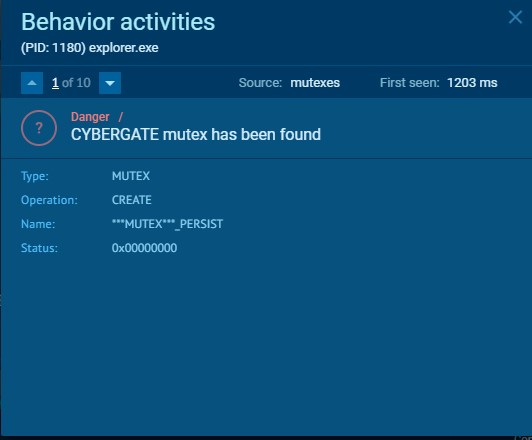 Behavior activities
(PID: 1180) explorer.exe
1 of 10 Source: mutexes First seen: 1203 ms
? Danger /
CYBERGATE mutex has been found
Type: MUTEX
Operation: CREATE
Name: ***MUTEX***_PERSIST
Status: 0x00000000